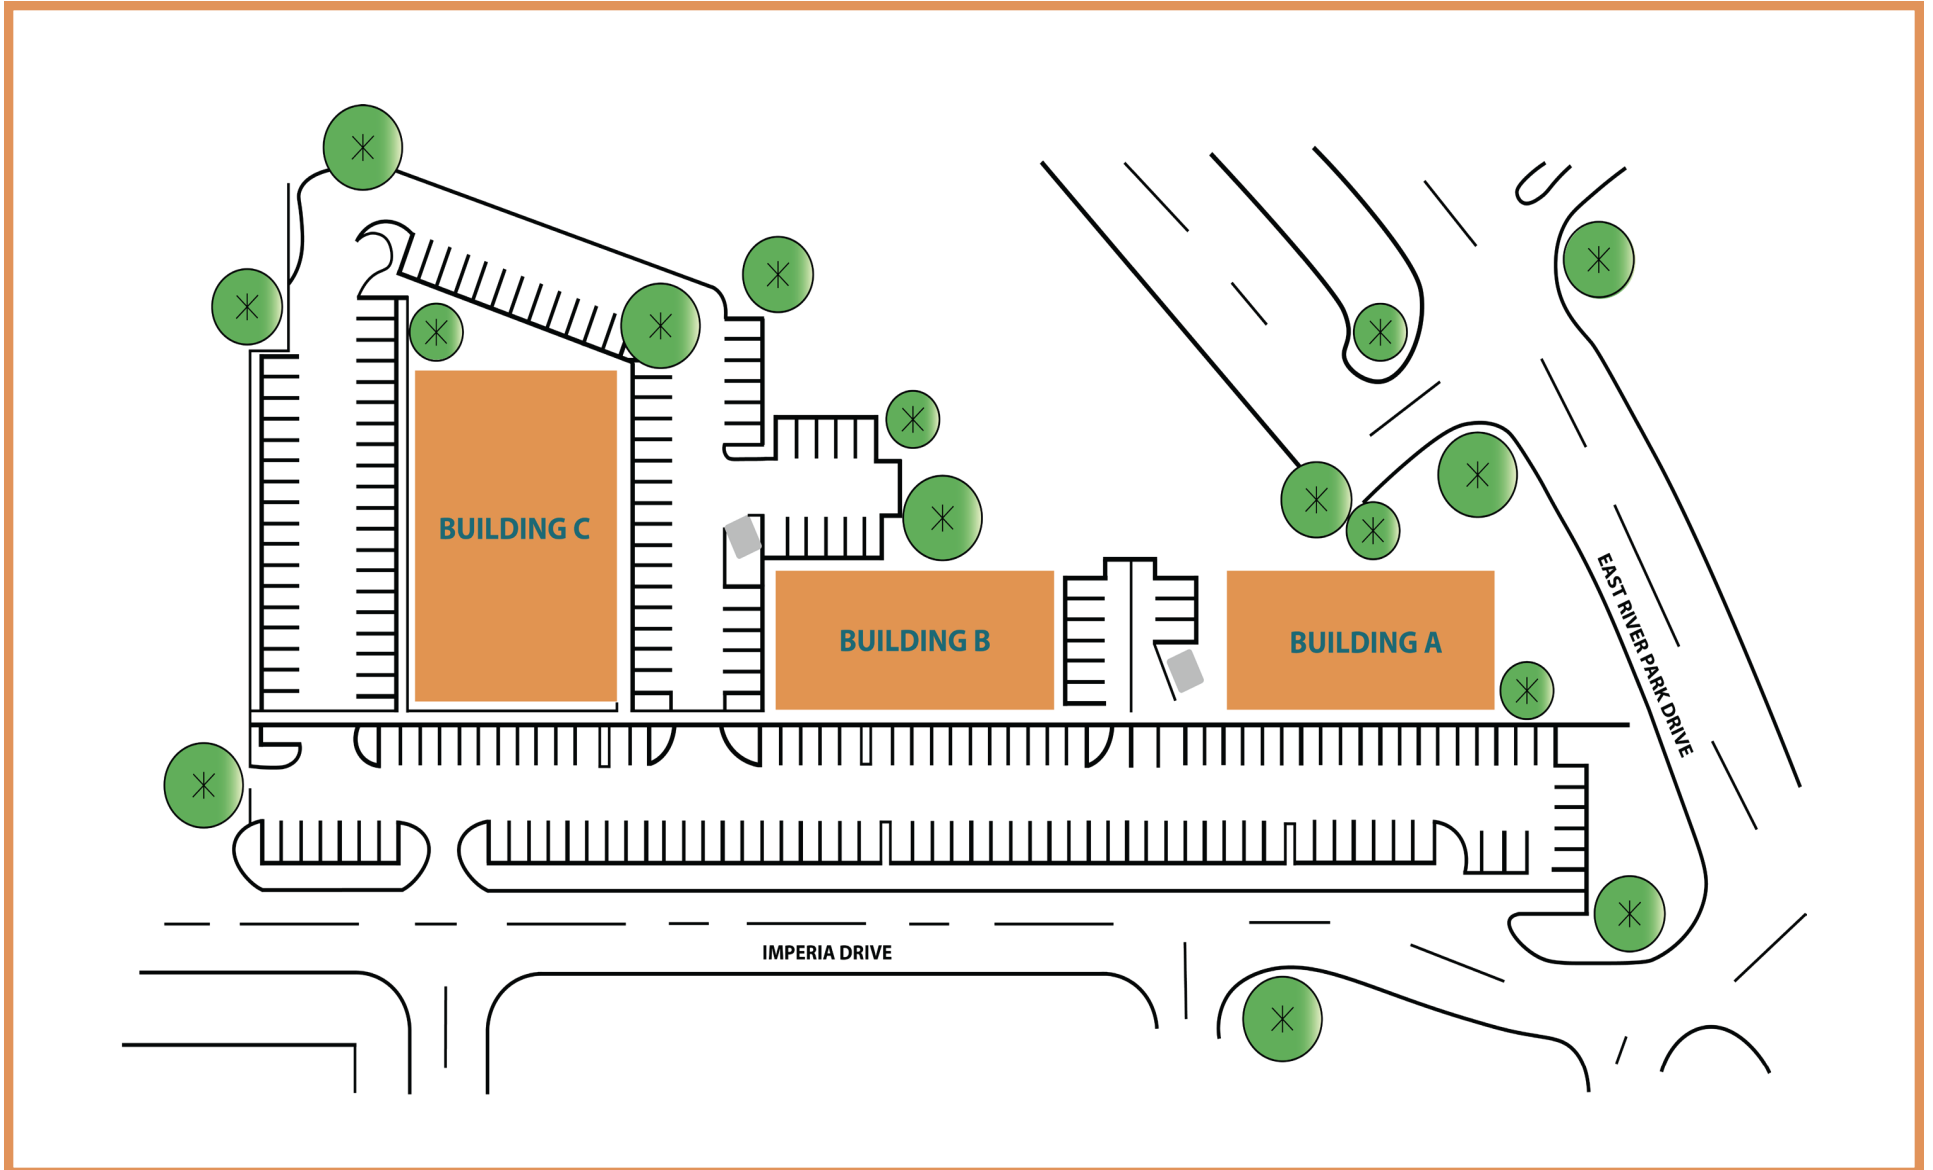 BUILDING C
BUILDING B
BUILDING A
EAST RIVER PARK DRIVE
IMPERIA DRIVE